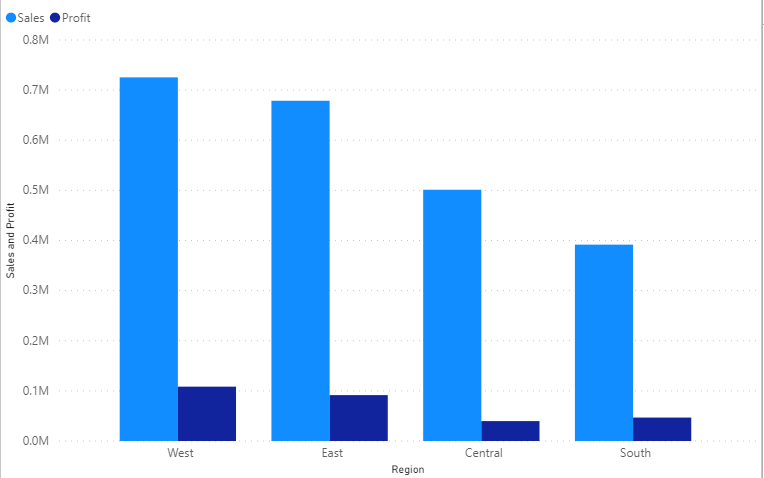 Sales Profit
0.8M
0.7M
0.6M
0.5M
0.4M
0.3M
0.2M
0.1M
0.0M
Sales and Profit
West East Central South
Region